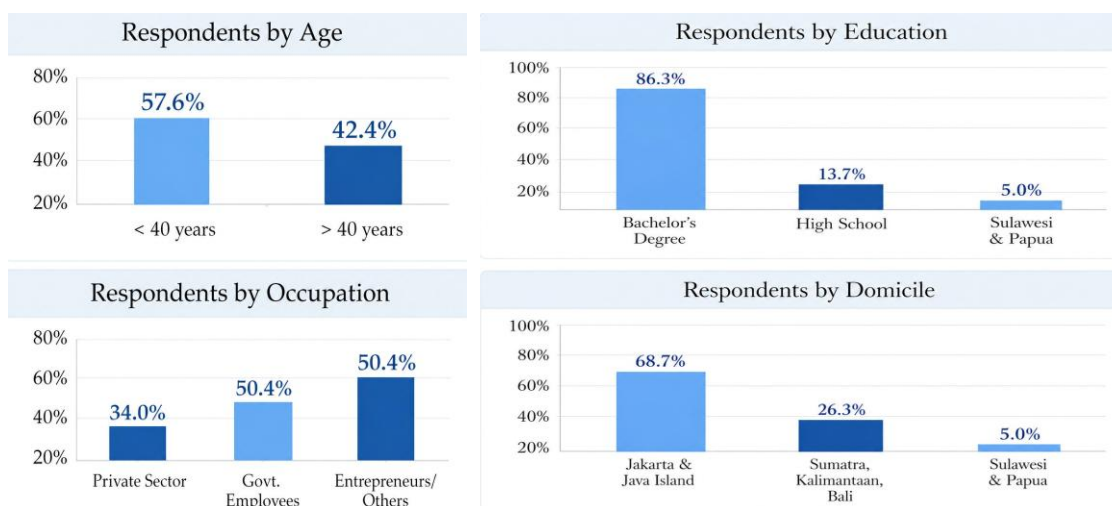 Respondents by Age
80%
60%
40%
20%
57.6%
42.4%
< 40 years
> 40 years
Respondents by Education
100%
80%
60%
40%
20%
86.3%
13.7%
5.0%
Bachelor's
Degree
High School
Sulawesi
& Papua
Respondents by Occupation
80%
60%
40%
20%
34.0%
50.4%
50.4%
Private Sector
Govt.
Employees
Entrepreneurs/
Others
Respondents by Domicile
100%
80%
40%
20%
68.7%
26.3%
5.0%
Jakarta &
Java Island
Sumatra,
Kalimantaan,
Bali
Sulawesi
& Papua